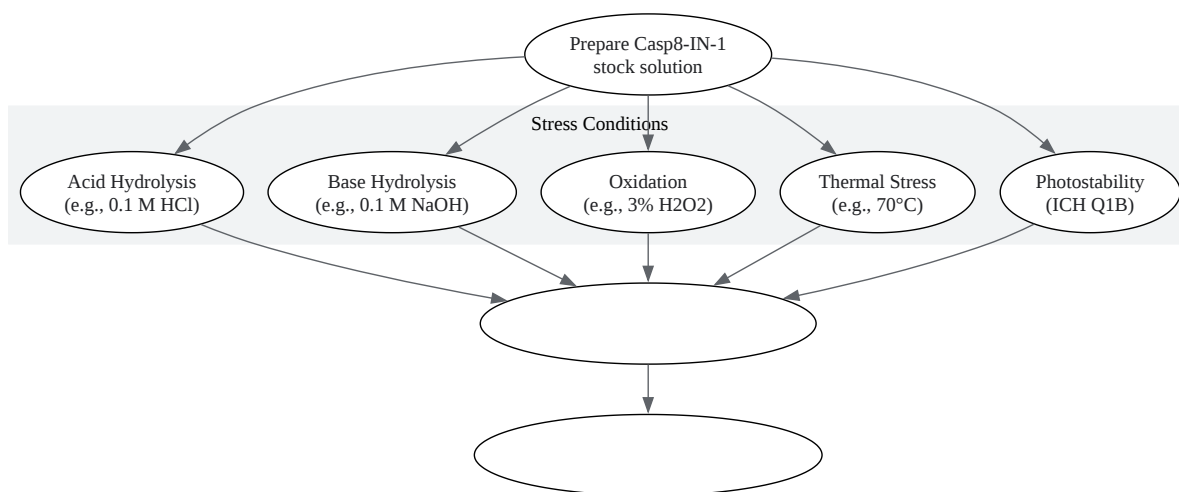 Prepare Casp8-IN-1
stock solution
Stress Conditions
Acid Hydrolysis
(e.g., 0.1 M HCl)
Base Hydrolysis
(e.g., 0.1 M NaOH)
Oxidation
(e.g., 3% H2O2)
Thermal Stress
(e.g., 70°C)
Photostability
(ICH Q1B)